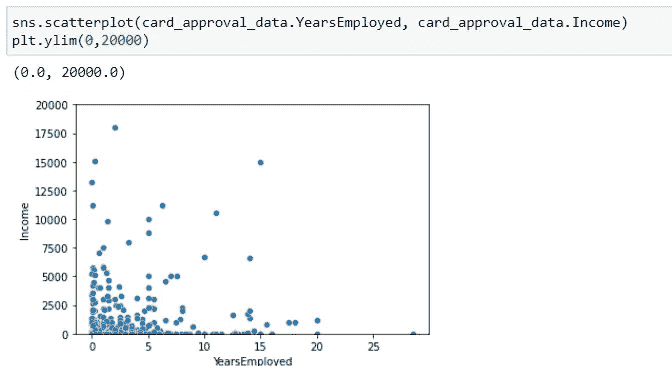 sns.scatterplot(card_approval_data.YearsEmployed, card_approval_data.Income)
plt.ylim(0,20000)
(0.0, 20000.0)
20000
17500
15000
12500
10000
7500
5000
2500
0
Income
0 5 10 15 20 25
YearsEmployed